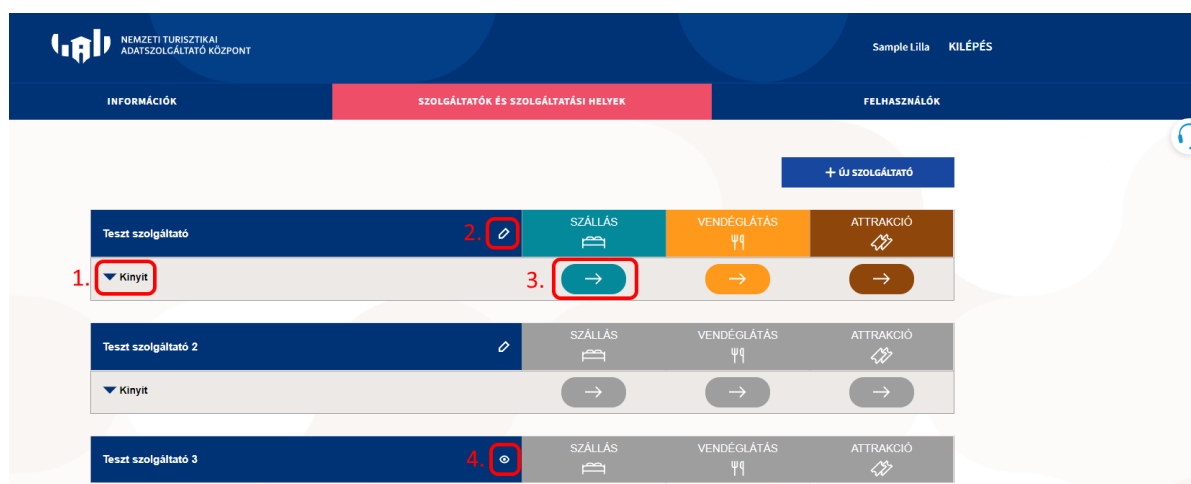 NEMZETI TURISZTIKAI
ADATSZOLGÁLTATÓ KÖZPONT
Sample Lilla KILÉPÉS
INFORMÁCIÓK SZOLGÁLTATÓK ÉS SZOLGÁLTATÁSI HELYEK FELHASZNÁLÓK
+ ÚJ SZOLGÁLTATÓ
Teszt szolgáltató 2. SZÁLLÁS VENDÉGLÁTÁS ATTRAKCIÓ
1. Kinyit 3.
Teszt szolgáltató 2 SZÁLLÁS VENDÉGLÁTÁS ATTRAKCIÓ
Kinyit
Teszt szolgáltató 3 4. SZÁLLÁS VENDÉGLÁTÁS ATTRAKCIÓ